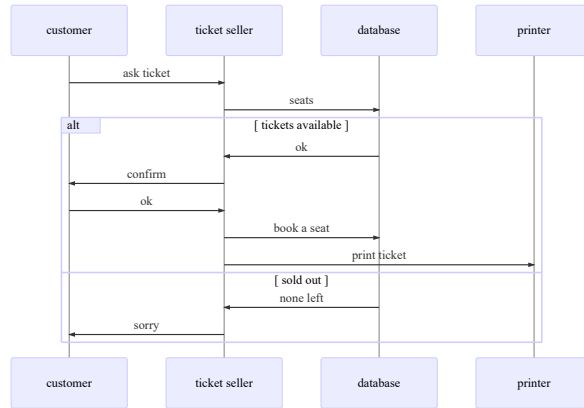 customer
ticket seller
database
printer
ask ticket
seats
alt
[ tickets available ]
ok
confirm
ok
book a seat
print ticket
[ sold out ]
none left
sorry
customer
ticket seller
database
printer